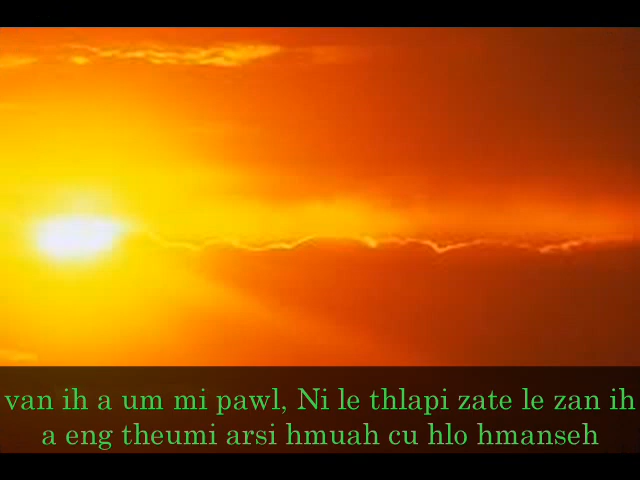 van ih a um mi pawl, Ni le thlapi zate le zan ih
a eng theumi arsi hmuah cu hlo hmanseh